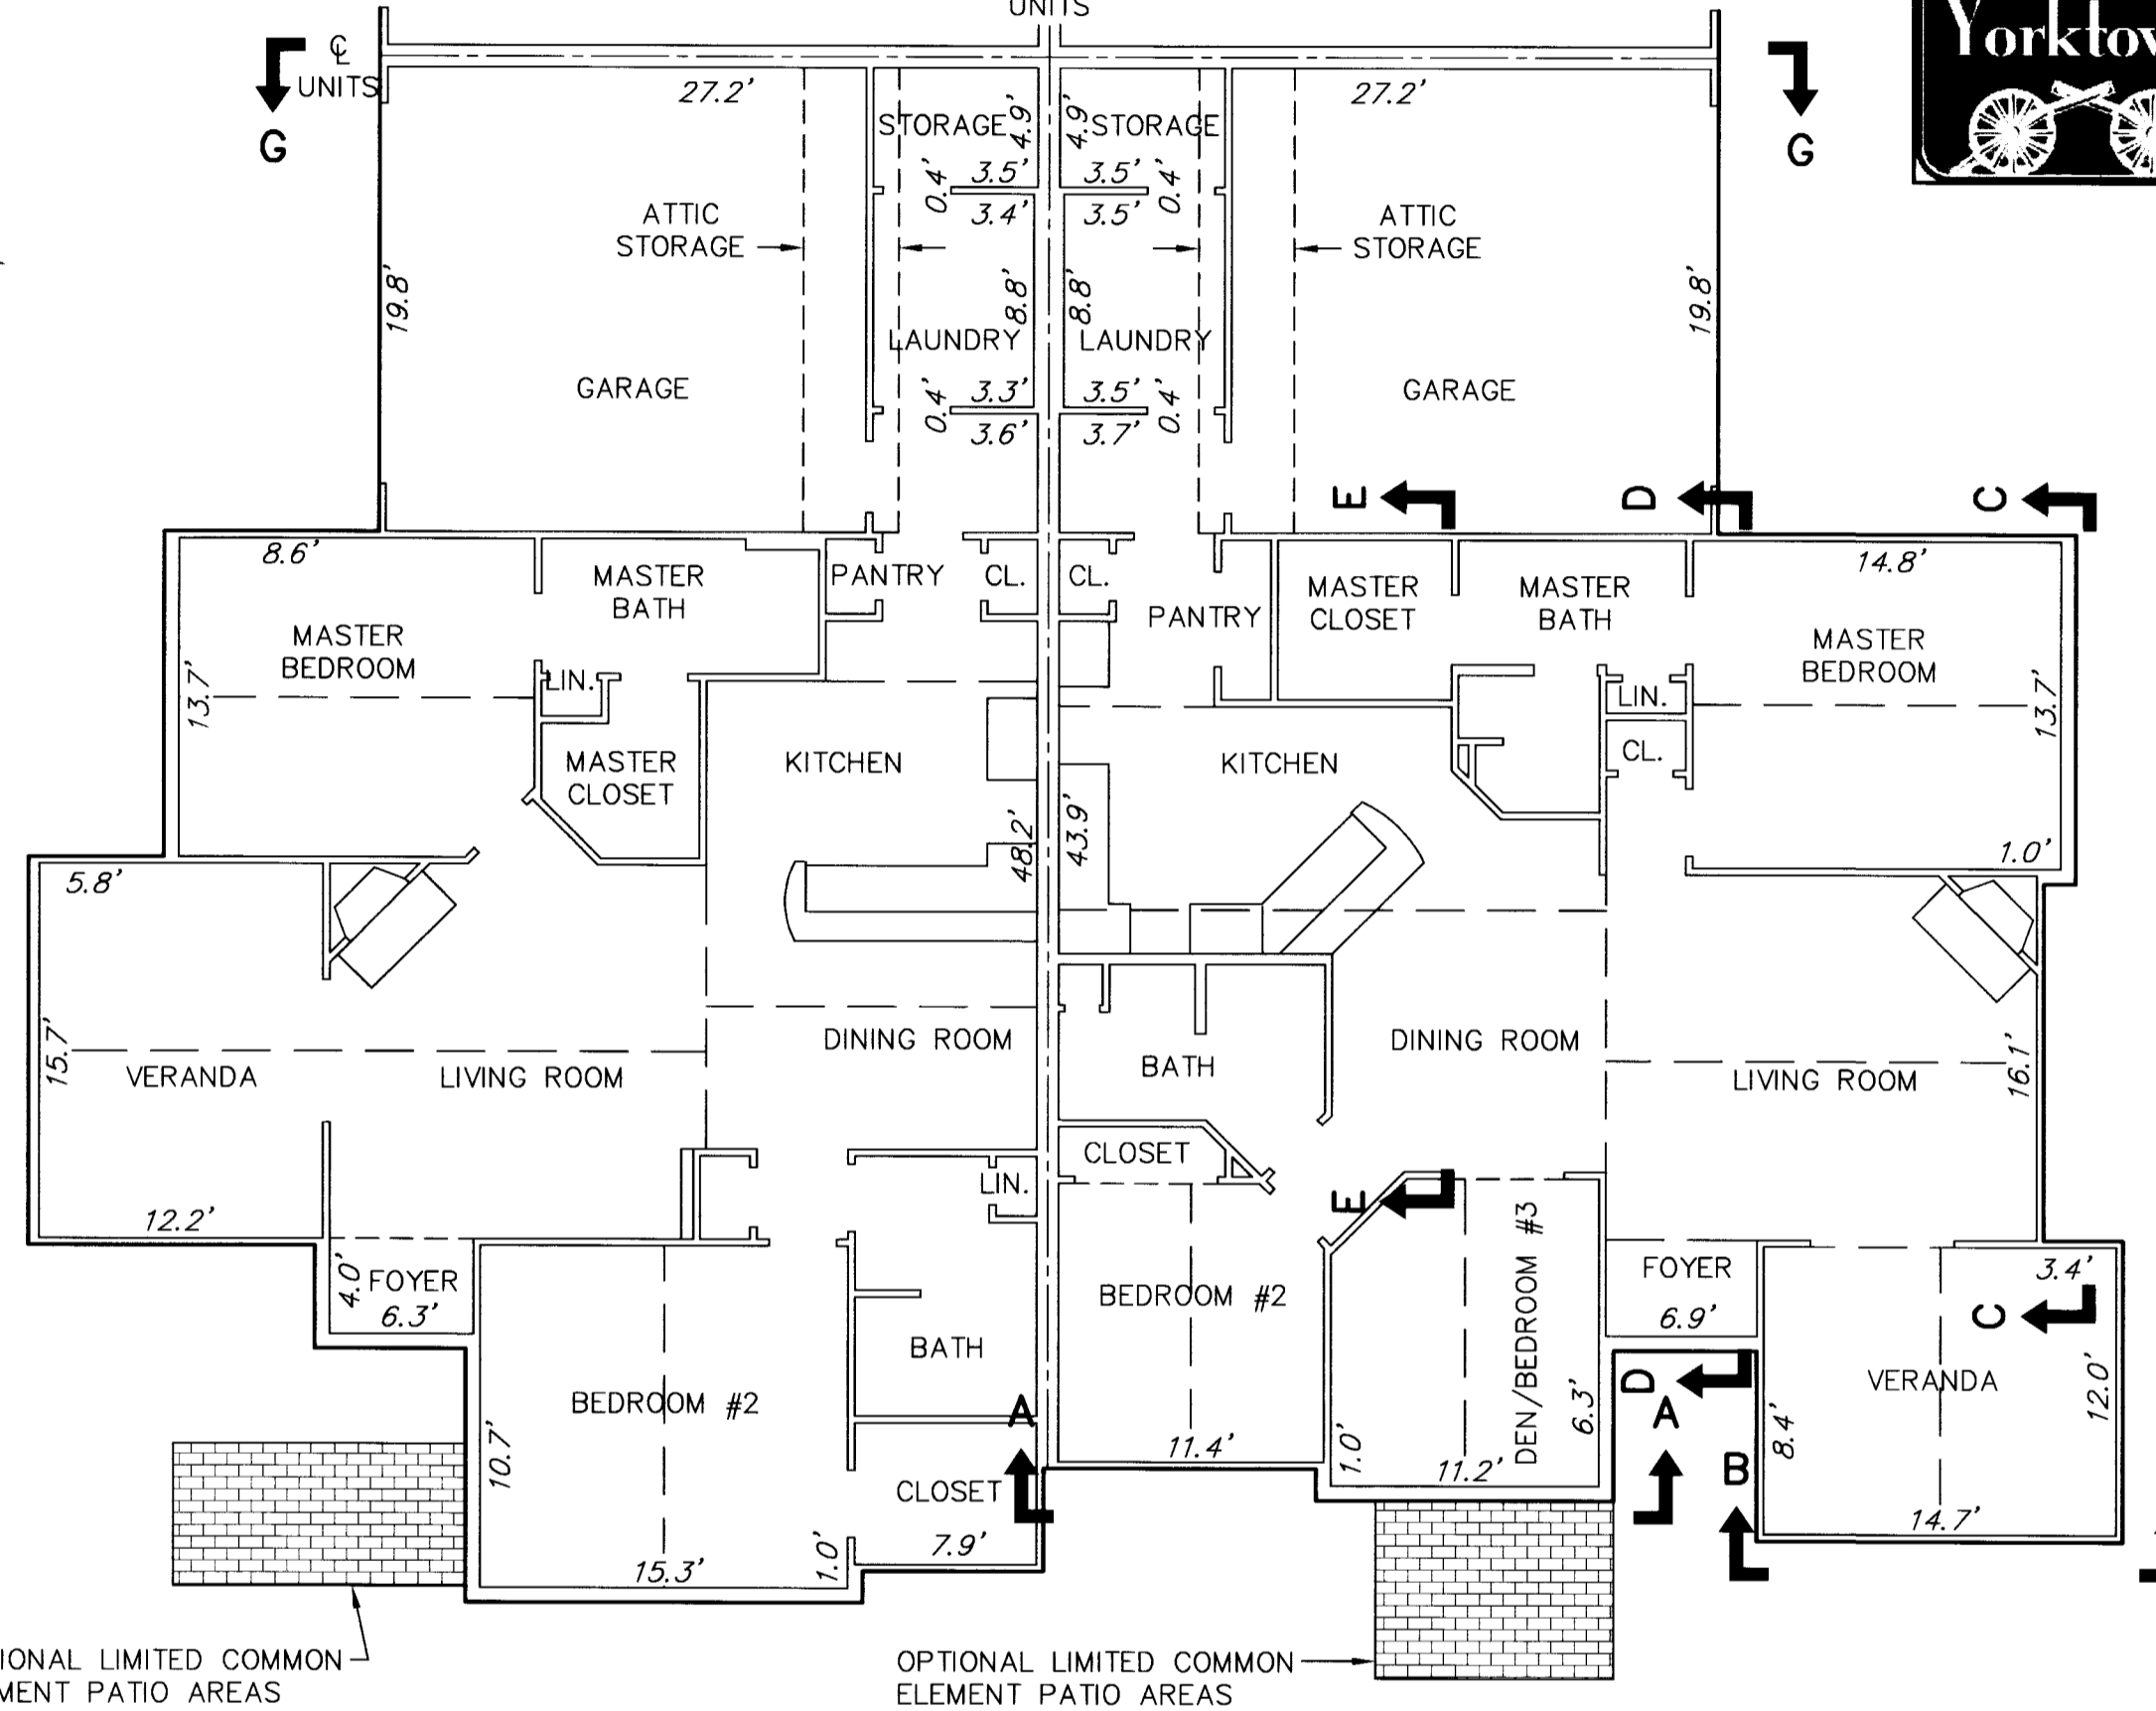 UNITS
Yorktow
℄
UNITS
G
G
27.2'
27.2'
STORAGE
4.9'
4.9'
STORAGE
3.5'
3.5'
0.4'
0.4'
3.4'
3.5'
ATTIC
STORAGE
ATTIC
STORAGE
19.8'
8.8'
8.8'
19.8'
LAUNDRY
LAUNDRY
GARAGE
GARAGE
3.3'
3.5'
0.4'
0.4'
3.6'
3.7'
E
D
C
8.6'
14.8'
MASTER
BATH
PANTRY
CL.
CL.
PANTRY
MASTER
CLOSET
MASTER
BATH
MASTER
BEDROOM
MASTER
BEDROOM
13.7'
LIN.
LIN.
13.7'
MASTER
CLOSET
KITCHEN
KITCHEN
CL.
48.2'
43.9'
5.8'
1.0'
15.7'
VERANDA
LIVING ROOM
DINING ROOM
BATH
DINING ROOM
LIVING ROOM
16.1'
CLOSET
LIN.
E
12.2'
4.0'
FOYER
6.3'
BEDROOM #2
DEN/BEDROOM #3
FOYER
6.9'
3.4'
C
BATH
BEDROOM #2
D
A
VERANDA
12.0'
A
6.3'
8.4'
10.7'
11.4'
1.0'
11.2'
B
CLOSET
14.7'
7.9'
15.3'
1.0'
IONAL LIMITED COMMON
MENT PATIO AREAS
OPTIONAL LIMITED COMMON
ELEMENT PATIO AREAS